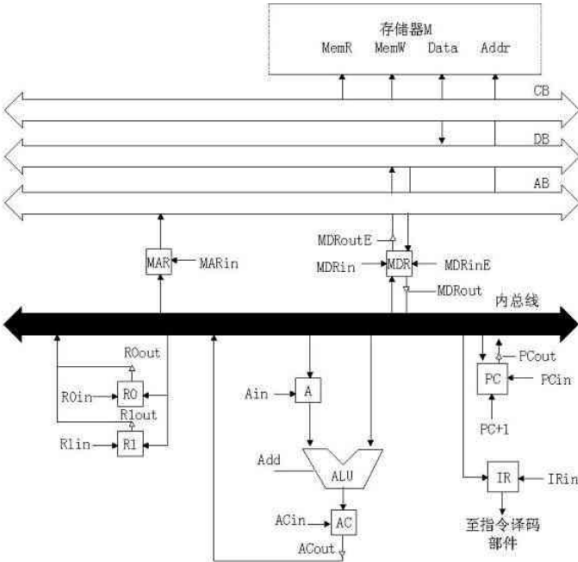 存储器M
MemR MemW Data Addr
CB
DB
AB
MDRoutE
MAR MARin MDRin MDR MDRinE
MDRout
内总线
R0out
PCout
R0in R0 Ain A PC PCin
R1out
PC+1
R1in R1
Add ALU IR IRin
ACin AC 至指令译码
部件
ACout